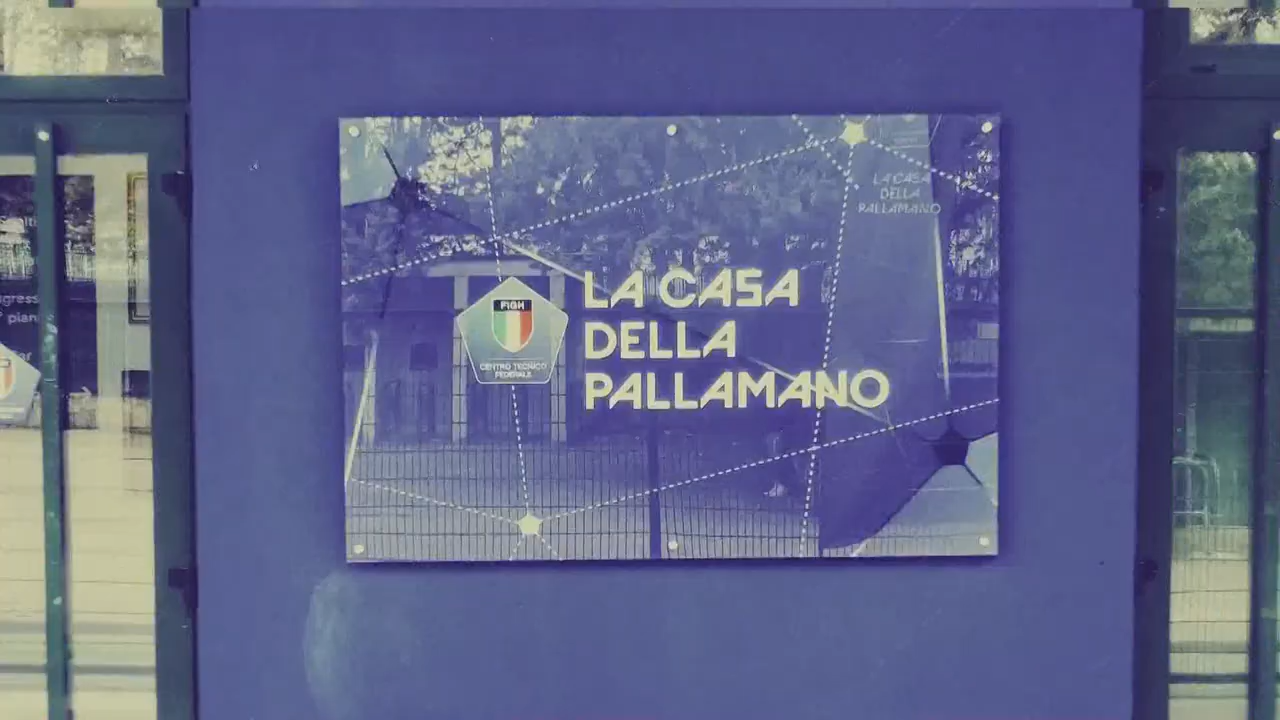 LA CASA
DELLA
PALLAMANO
FIGH
CENTRO TECNICO
FEDERALE
LA CASA
DELLA
PALLAMANO